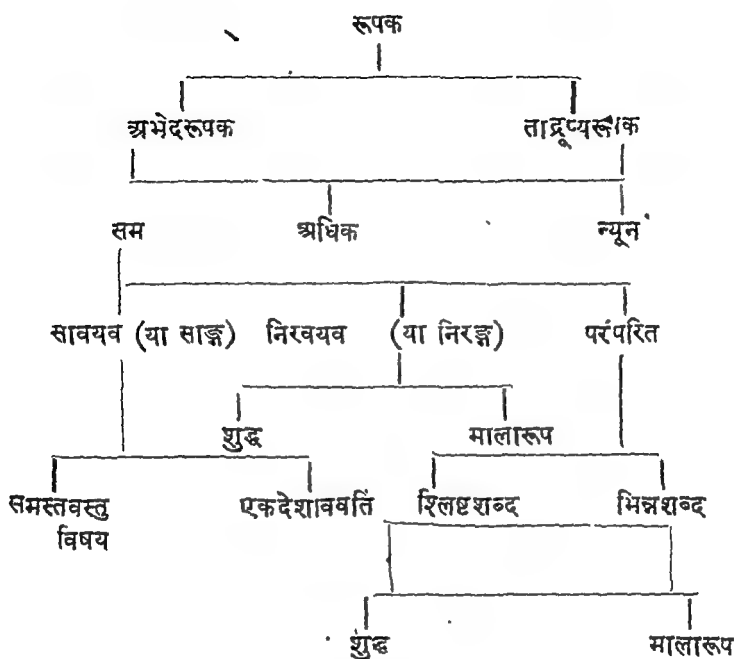 रूपक
अभेदरूपक ताद्रूप्यरूपक
सम अधिक न्यून
सावयव (या साङ्ग) निरवयव (या निरङ्ग) परंपरित
शुद्ध मालारूप
समस्तवस्तु एकदेशाववर्ति श्लिष्टशब्द भिन्नशब्द
विषय
शुद्ध मालारूप